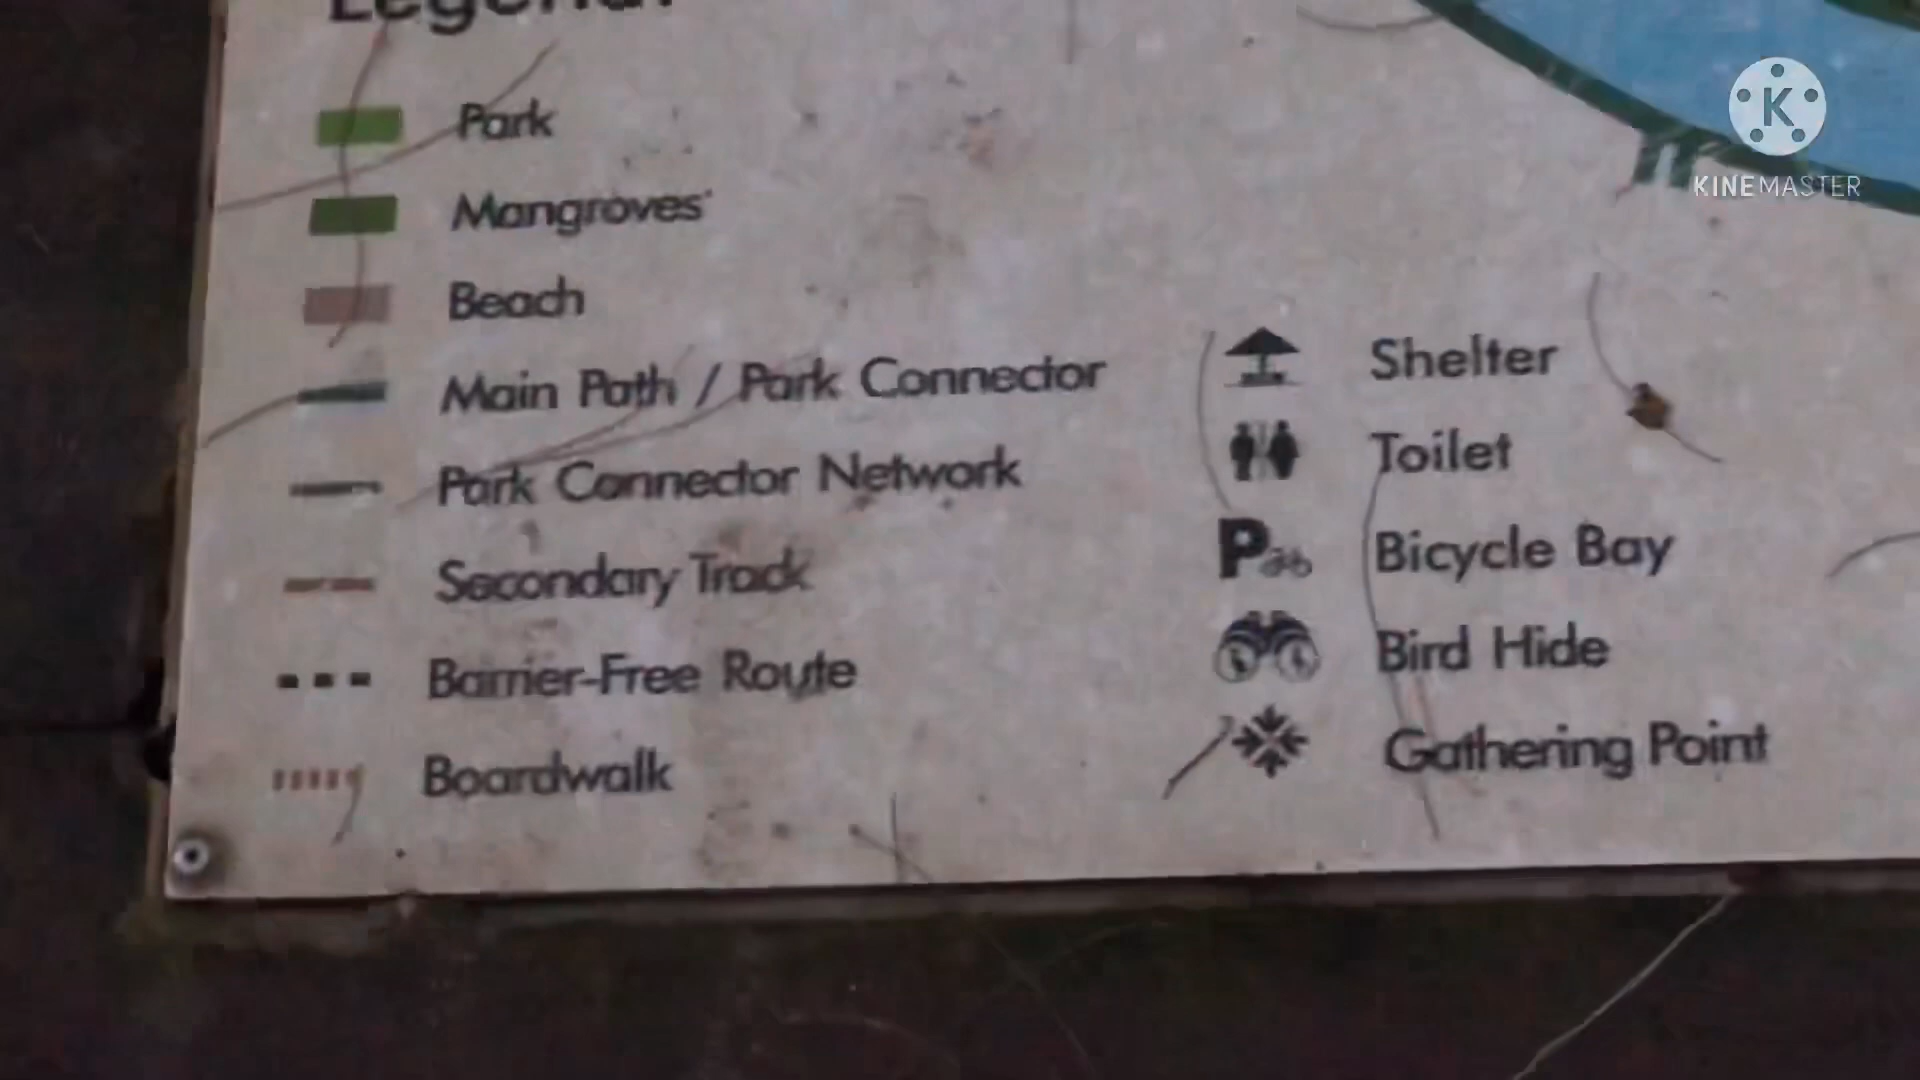 Legend:
Park
Mangroves
Beach
Main Path / Park Connector
Park Connector Network
Secondary Track
Barrier-Free Route
Boardwalk
Shelter
Toilet
P
Bicycle Bay
Bird Hide
Gathering Point
K
KINEMASTER